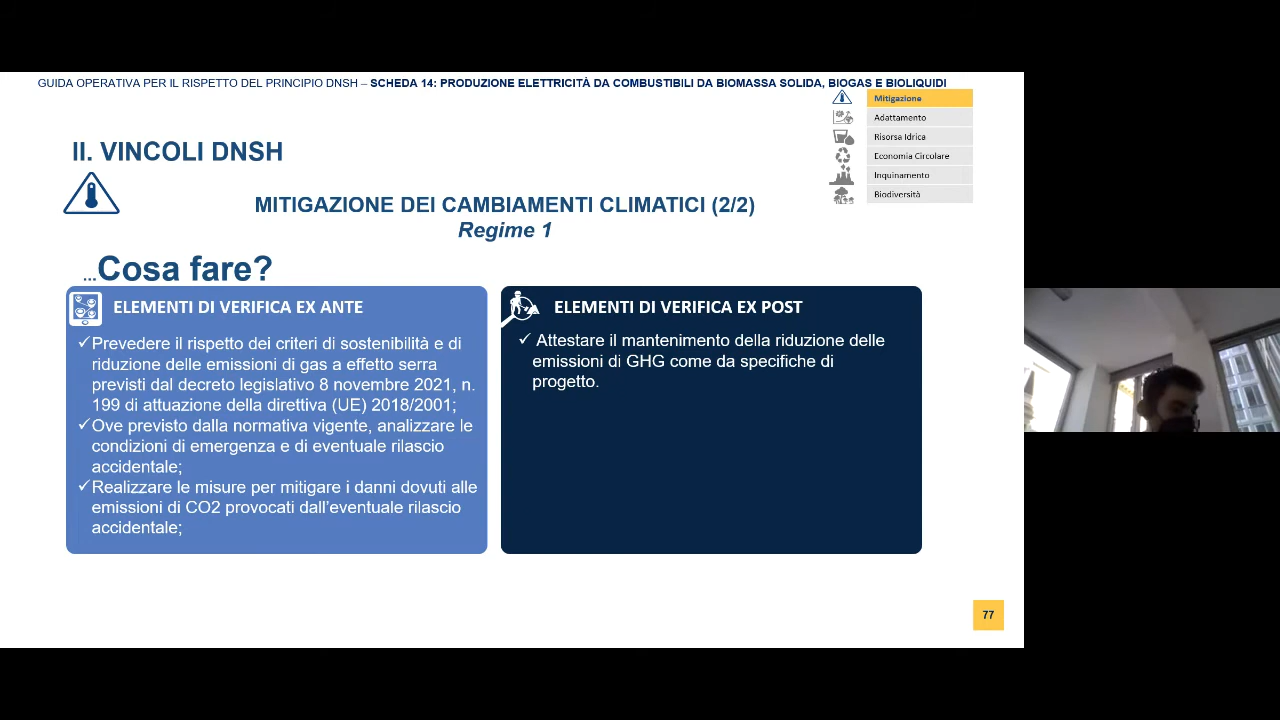 GUIDA OPERATIVA PER IL RISPETTO DEL PRINCIPIO DNSH – SCHEDA 14: PRODUZIONE ELETTRICITÀ DA COMBUSTIBILI DA BIOMASSA SOLIDA, BIOGAS E BIOLIQUIDI
Mitigazione
Adattamento
Risorsa Idrica
Economia Circolare
Inquinamento
Biodiversità
II. VINCOLI DNSH
MITIGAZIONE DEI CAMBIAMENTI CLIMATICI (2/2)
Regime 1
...Cosa fare?
ELEMENTI DI VERIFICA EX ANTE
✓Prevedere il rispetto dei criteri di sostenibilità e di
riduzione delle emissioni di gas a effetto serra
previsti dal decreto legislativo 8 novembre 2021, n.
199 di attuazione della direttiva (UE) 2018/2001;
✓Ove previsto dalla normativa vigente, analizzare le
condizioni di emergenza e di eventuale rilascio
accidentale;
✓Realizzare le misure per mitigare i danni dovuti alle
emissioni di CO2 provocati dall'eventuale rilascio
accidentale;
ELEMENTI DI VERIFICA EX POST
✓ Attestare il mantenimento della riduzione delle
emissioni di GHG come da specifiche di
progetto.
77